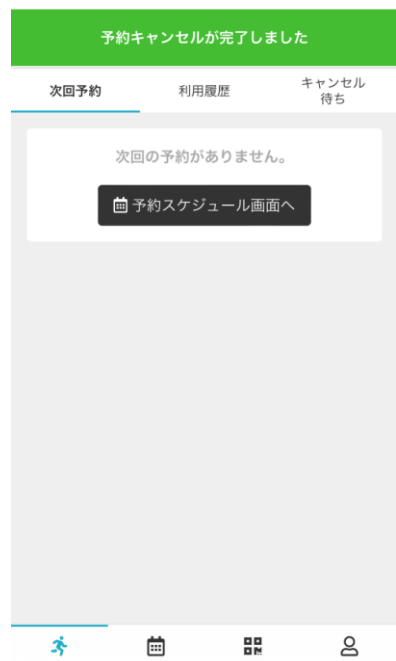 予約キャンセルが完了しました
次回予約
利用履歴
キャンセル
待ち
次回の予約がありません。
予約スケジュール画面へ